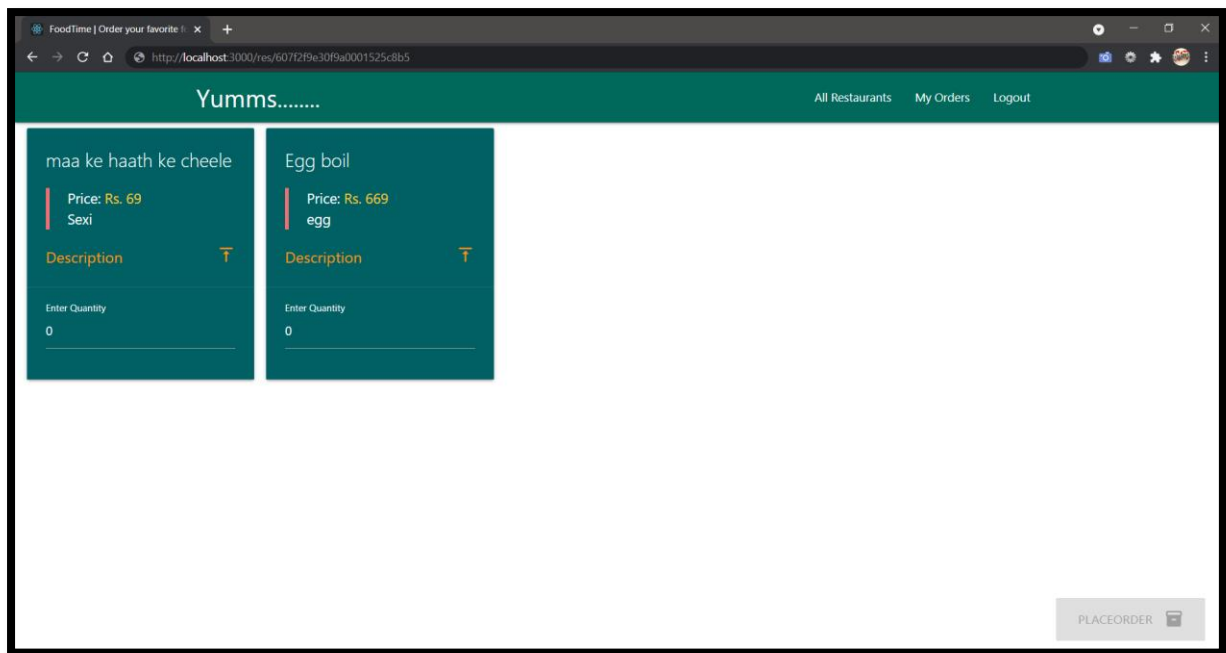 FoodTime | Order your favorite
http://localhost:3000/res/607f2f9e30f9a0001525c8b5
Yumms........
All Restaurants My Orders Logout
maa ke haath ke cheele
Price: Rs. 69
Sexi
Description
Enter Quantity
0
Egg boil
Price: Rs. 669
egg
Description
Enter Quantity
0
PLACEORDER